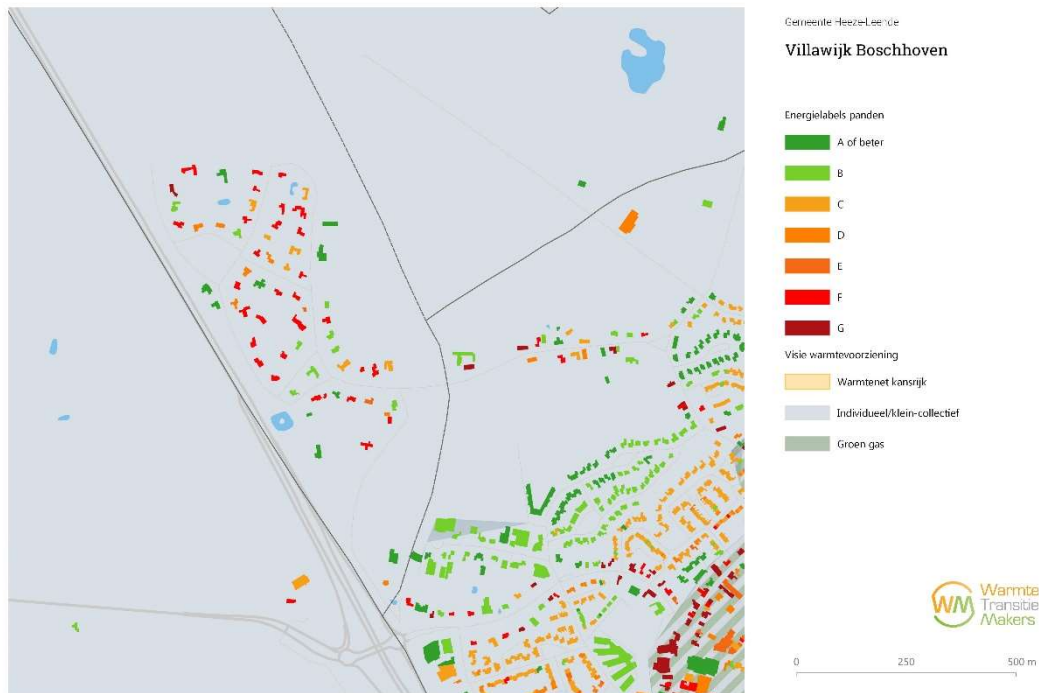 Gemeente Heeze-Leende
Villawijk Boschhoven
Energielabels panden
A of beter
B
C
D
E
F
G
Visie warmtevoorziening
Warmtenet kansrijk
Individueel/klein-collectief
Groen gas
WM
Warmte
Transitie
Makers
0 250 500 m